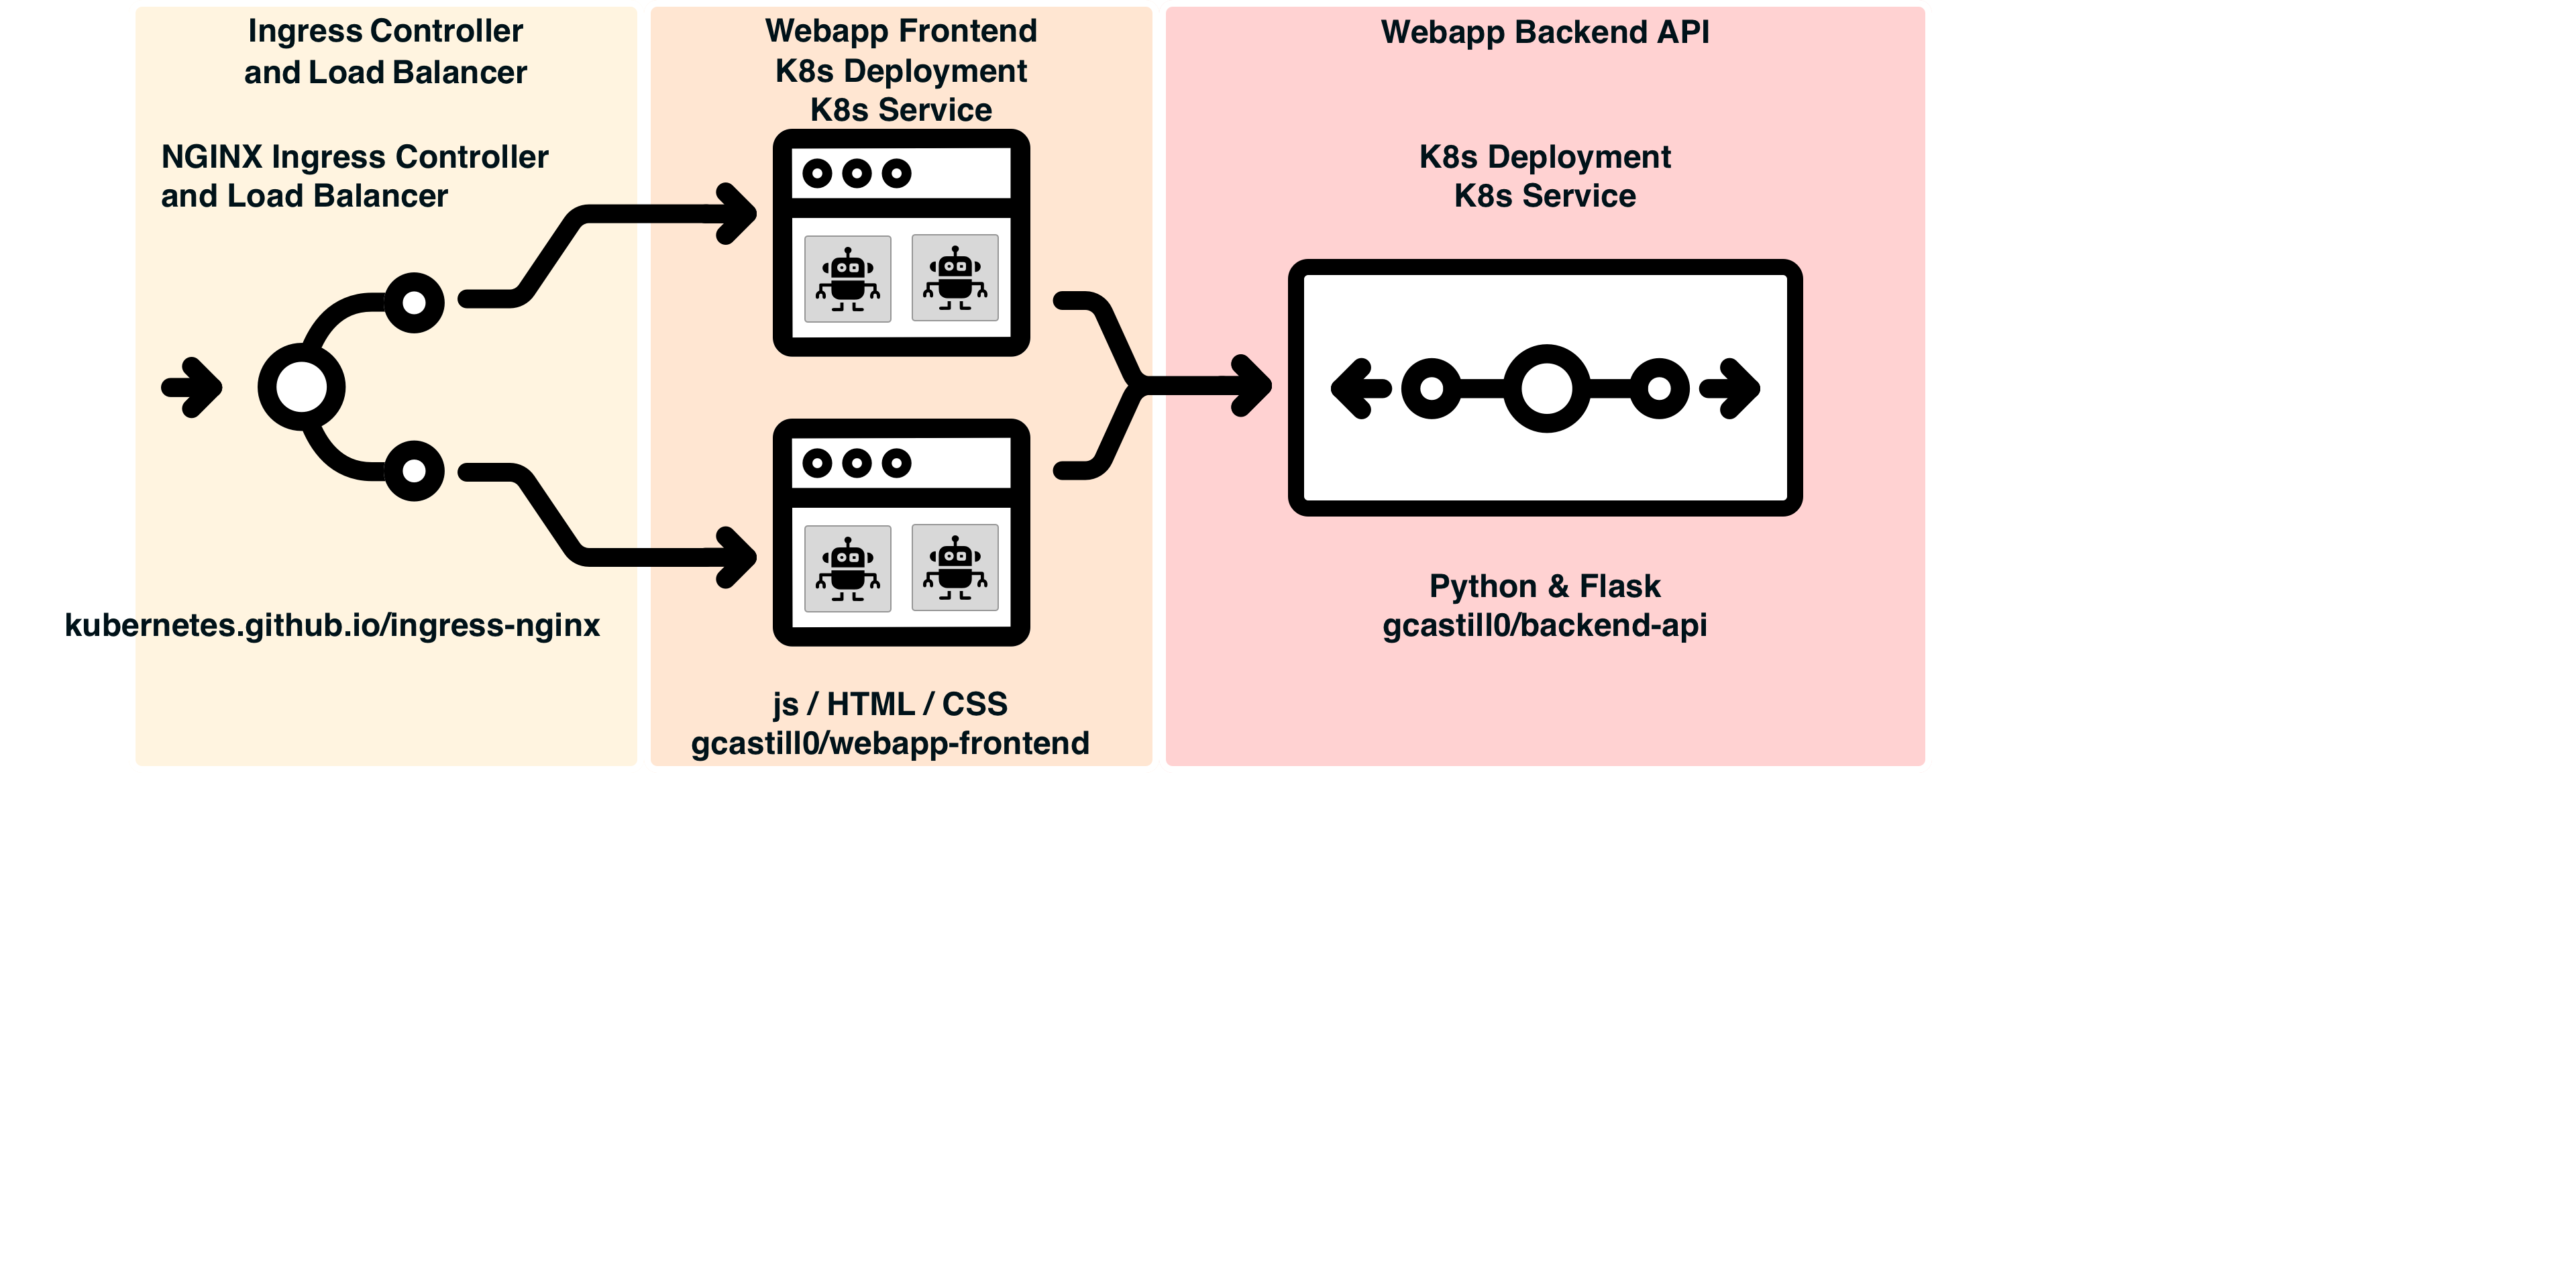 Ingress Controller
and Load Balancer
NGINX Ingress Controller
and Load Balancer
kubernetes.github.io/ingress-nginx
Webapp Frontend
K8s Deployment
K8s Service
js / HTML / CSS
gcastill0/webapp-frontend
Webapp Backend API
K8s Deployment
K8s Service
Python & Flask
gcastill0/backend-api